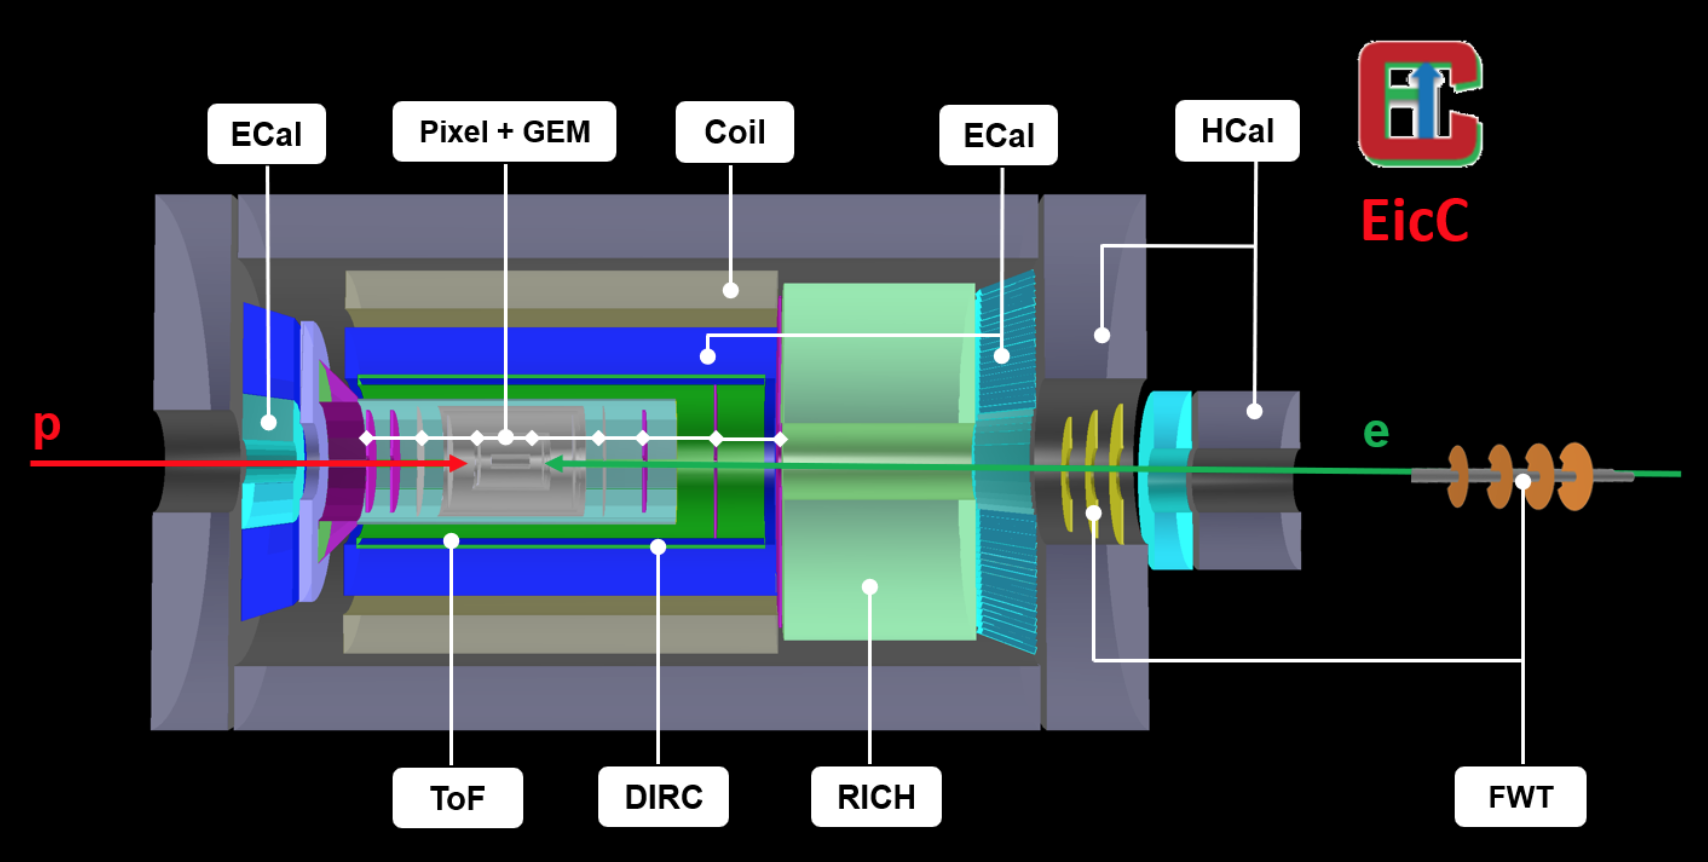 ECal
Pixel + GEM
Coil
ECal
HCal
EicC
p
e
ToF
DIRC
RICH
FWT